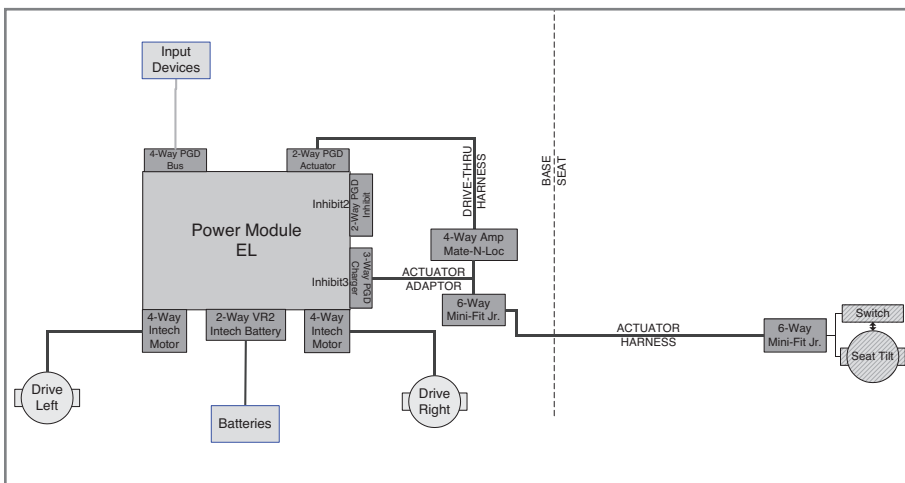 Input
Devices
4-Way PGD
Bus
2-Way PGD
Actuator
DRIVE-THRU
HARNESS
BASE
SEAT
Inhibit2
2-Way PGD
Inhibit
Power Module
EL
4-Way Amp
Mate-N-Loc
Inhibit3
3-Way PGD
Charger
ACTUATOR
ADAPTOR
6-Way
Mini-Fit Jr.
4-Way
Intech
Motor
2-Way VR2
Intech Battery
4-Way
Intech
Motor
ACTUATOR
HARNESS
6-Way
Mini-Fit Jr.
Switch
Seat Tilt
Drive
Left
Drive
Right
Batteries